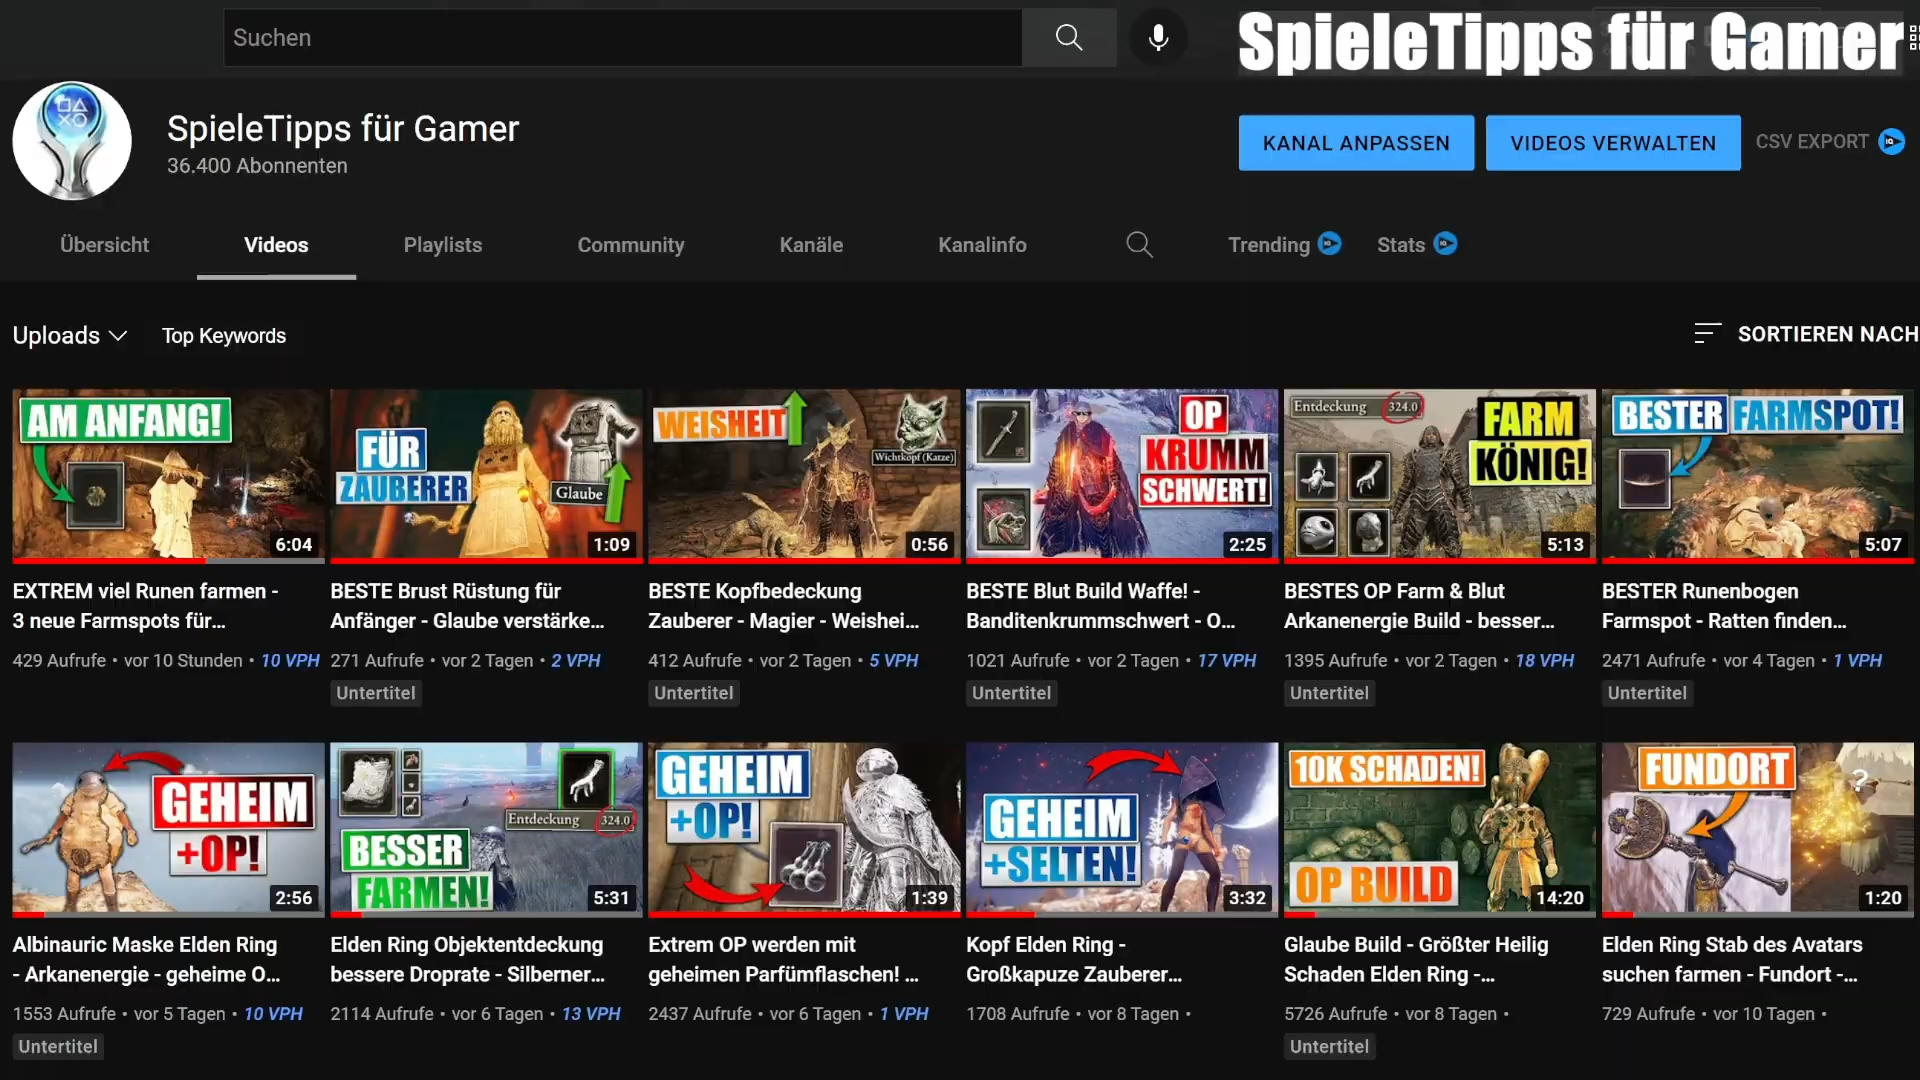 Suchen
SpieleTipps für Gamer
SpieleTipps für Gamer
36.400 Abonnenten
KANAL ANPASSEN
VIDEOS VERWALTEN
CSV EXPORT
Übersicht
Videos
Playlists
Community
Kanäle
Kanalinfo
Trending
Stats
Uploads
Top Keywords
SORTIEREN NACH
AM ANFANG!
6:04
FÜR
ZAUBERER
Glaube
1:09
WEISHEIT
Wichtkopf (Katze)
0:56
OP
KRUMM
SCHWERT!
2:25
Entdeckung 324.0
FARM
KÖNIG!
5:13
BESTER FARMSPOT!
5:07
EXTREM viel Runen farmen -
3 neue Farmspots für...
429 Aufrufe • vor 10 Stunden • 10 VPH
BESTE Brust Rüstung für
Anfänger - Glaube verstärke...
271 Aufrufe • vor 2 Tagen • 2 VPH
Untertitel
BESTE Kopfbedeckung
Zauberer - Magier - Weishei...
412 Aufrufe • vor 2 Tagen • 5 VPH
Untertitel
BESTE Blut Build Waffe! -
Banditenkrummschwert - O...
1021 Aufrufe • vor 2 Tagen • 17 VPH
Untertitel
BESTES OP Farm & Blut
Arkanenergie Build - besser...
1395 Aufrufe • vor 2 Tagen • 18 VPH
Untertitel
BESTER Runenbogen
Farmspot - Ratten finden...
2471 Aufrufe • vor 4 Tagen • 1 VPH
Untertitel
GEHEIM
+OP!
2:56
Entdeckung 324.0
BESSER
FARMEN!
5:31
GEHEIM
+OP!
1:39
GEHEIM
+SELTEN!
3:32
10K SCHADEN!
OP BUILD
14:20
FUNDORT
?
1:20
Albinauric Maske Elden Ring
- Arkanenergie - geheime O...
1553 Aufrufe • vor 5 Tagen • 10 VPH
Untertitel
Elden Ring Objektentdeckung
bessere Droprate - Silberner...
2114 Aufrufe • vor 6 Tagen • 13 VPH
Extrem OP werden mit
geheimen Parfümflaschen! ...
2437 Aufrufe • vor 6 Tagen • 1 VPH
Kopf Elden Ring -
Großkapuze Zauberer...
1708 Aufrufe • vor 8 Tagen •
Glaube Build - Größter Heilig
Schaden Elden Ring -...
5726 Aufrufe • vor 8 Tagen •
Untertitel
Elden Ring Stab des Avatars
suchen farmen - Fundort -...
729 Aufrufe • vor 10 Tagen •